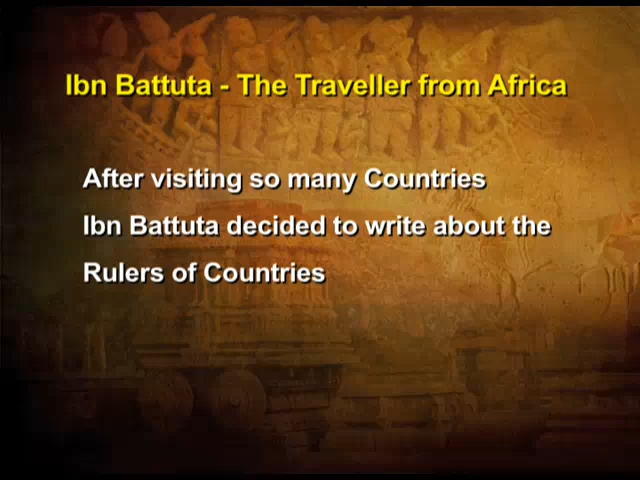 Ibn Battuta - The Traveller from Africa
After visiting so many Countries
Ibn Battuta decided to write about the
Rulers of Countries